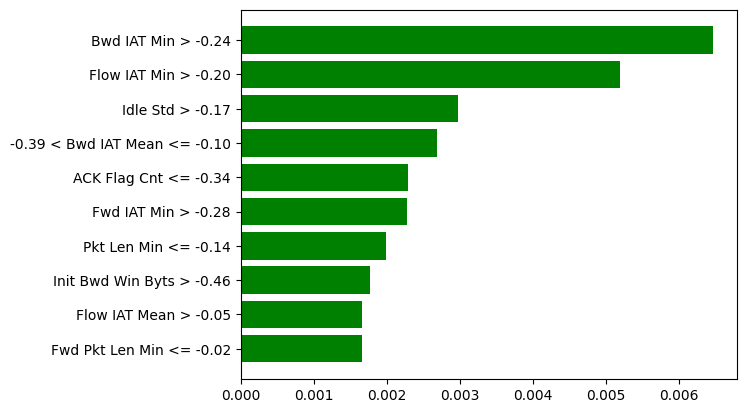 Bwd IAT Min > -0.24
Flow IAT Min > -0.20
Idle Std > -0.17
-0.39 < Bwd IAT Mean <= -0.10
ACK Flag Cnt <= -0.34
Fwd IAT Min > -0.28
Pkt Len Min <= -0.14
Init Bwd Win Byts > -0.46
Flow IAT Mean > -0.05
Fwd Pkt Len Min <= -0.02
0.000 0.001 0.002 0.003 0.004 0.005 0.006